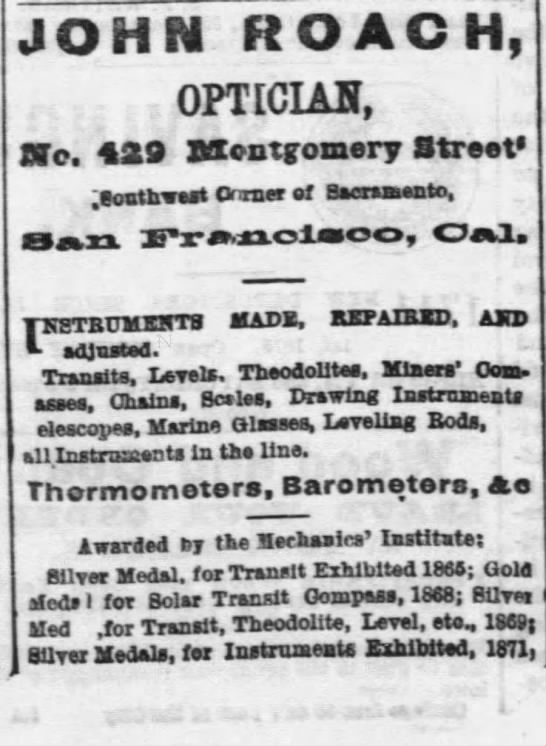 JOHN ROACH,
OPTICIAN,
No. 429 Montgomery Street'
Southwest Corner of Sacramento,
San Francisco, Cal.
INSTRUMENTS MADE, REPAIRED, AND
adjusted.
Transits, Levels. Theodolites, Miners' Com-
asses, Chains, Scales, Drawing Instruments
elescopes, Marine Glasses, Leveling Rods,
all Instruments in the line.
Thermometers, Barometers, &c
Awarded by the Mechanics' Institute:
Silver Medal, for Transit Exhibited 1865; Gold
Medal for Solar Transit Compass, 1868; Silver
Med ,for Transit, Theodolite, Level, etc., 1869;
Silver Medals, for Instruments Exhibited, 1871,